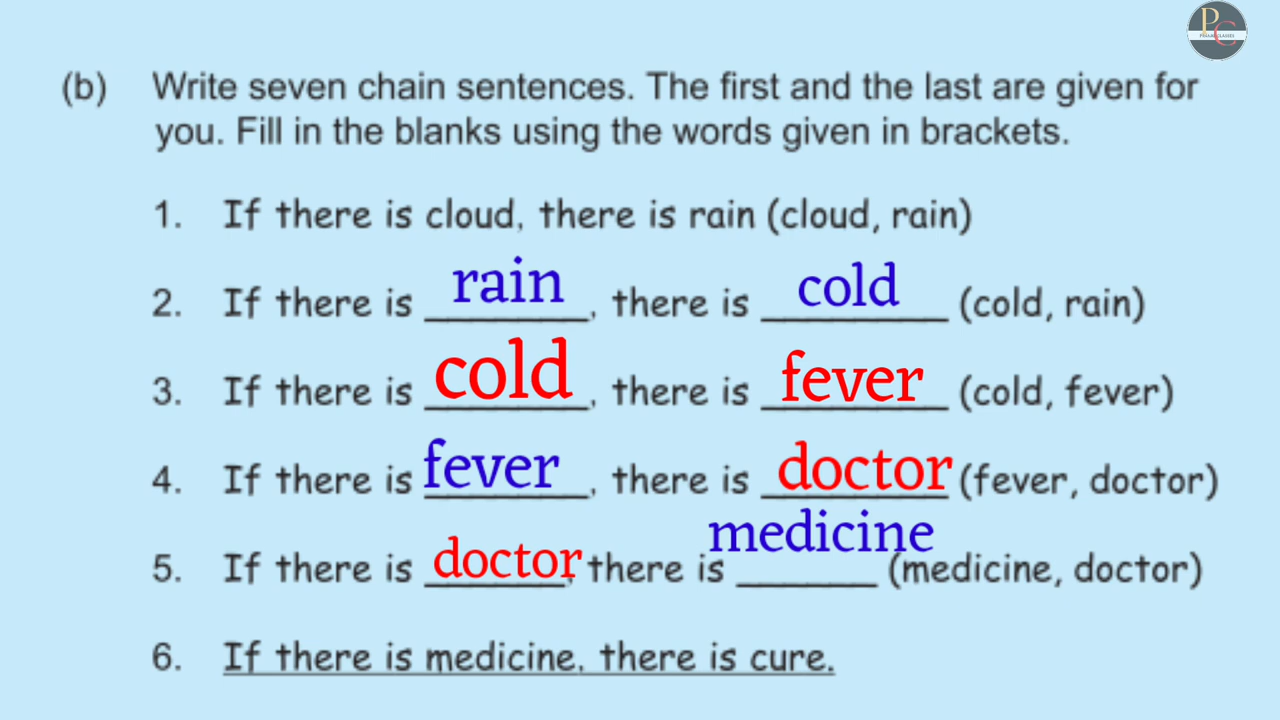 P
C
(b) Write seven chain sentences. The first and the last are given for
you. Fill in the blanks using the words given in brackets.
1. If there is cloud, there is rain (cloud, rain)
2. If there is rain, there is cold (cold, rain)
3. If there is cold, there is fever (cold, fever)
4. If there is fever, there is doctor (fever, doctor)
5. If there is doctor, there is medicine (medicine, doctor)
6. If there is medicine, there is cure.